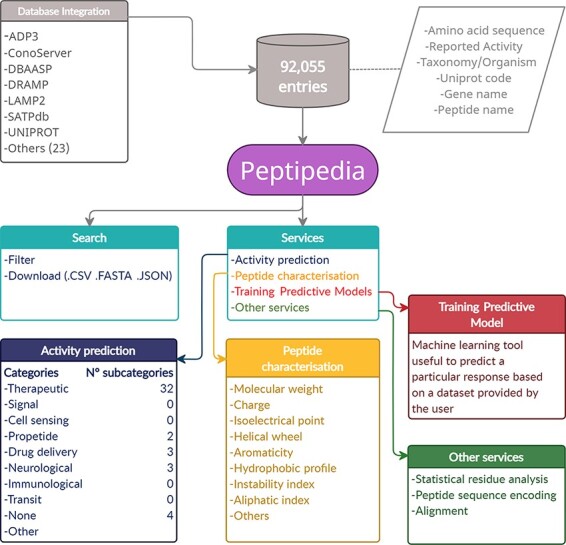 Database Integration
-ADP3
-ConoServer
-DBAASP
-DRAMP
-LAMP2
-SATPdb
-UNIPROT
-Others (23)
92,055
entries
-Amino acid sequence
-Reported Activity
-Taxonomy/Organism
-Uniprot code
-Gene name
-Peptide name
Peptipedia
Search
-Filter
-Download (.CSV .FASTA .JSON)
Services
-Activity prediction
-Peptide characterisation
-Training Predictive Models
-Other services
Training Predictive
Model
Machine learning tool
useful to predict a
particular response based
on a dataset provided by
the user
Activity prediction
Categories Nº subcategories
-Therapeutic 32
-Signal 0
-Cell sensing 0
-Propetide 2
-Drug delivery 3
-Neurological 3
-Immunological 0
-Transit 0
-None 4
-Other
Peptide
characterisation
-Molecular weight
-Charge
-Isoelectrical point
-Helical wheel
-Aromaticity
-Hydrophobic profile
-Instability index
-Aliphatic index
-Others
Other services
-Statistical residue analysis
-Peptide sequence encoding
-Alignment